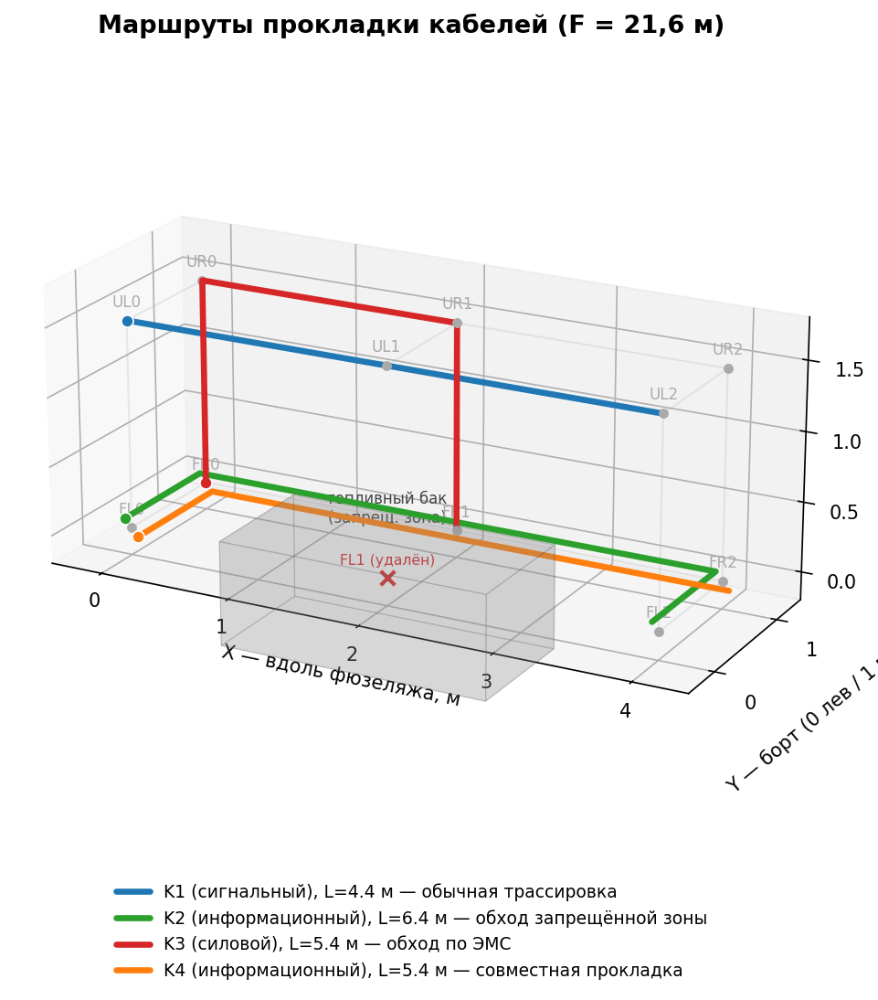 Маршруты прокладки кабелей (F = 21,6 м)
UR0
UL0
UR1
UL1
UR2
UL2
1.5
1.0
0.5
0.0
топливный бак
(запрещ. зона)
FL1 (удалён)
FR2
0
1
2
3
4
X — вдоль фюзеляжа, м
1
0
Y — борт (0 лев / 1
K1 (сигнальный), L=4.4 м — обычная трассировка
K2 (информационный), L=6.4 м — обход запрещённой зоны
K3 (силовой), L=5.4 м — обход по ЭМС
K4 (информационный), L=5.4 м — совместная прокладка